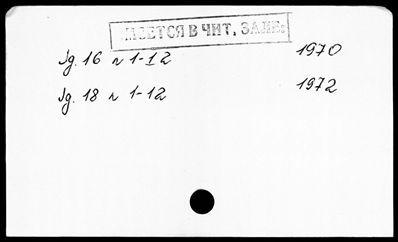 ИМЕЕТСЯ В ЧИТ. ЗАЛЕ:
Jg. 16 n 1-12 1970
Jg. 18 n 1-12 1972